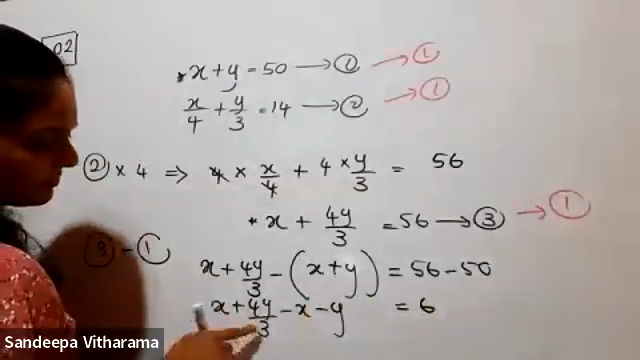 02
* x + y = 50 → ① → ①
x/4 + y/3 = 14 → ② → ①
② × 4 ⇒ 4 × x/4 + 4 × y/3 = 56
* x + 4y/3 = 56 → ③ → ①
③ - ①
x + 4y/3 - (x + y) = 56 - 50
x + 4y/3 - x - y = 6
Sandeepa Vitharama